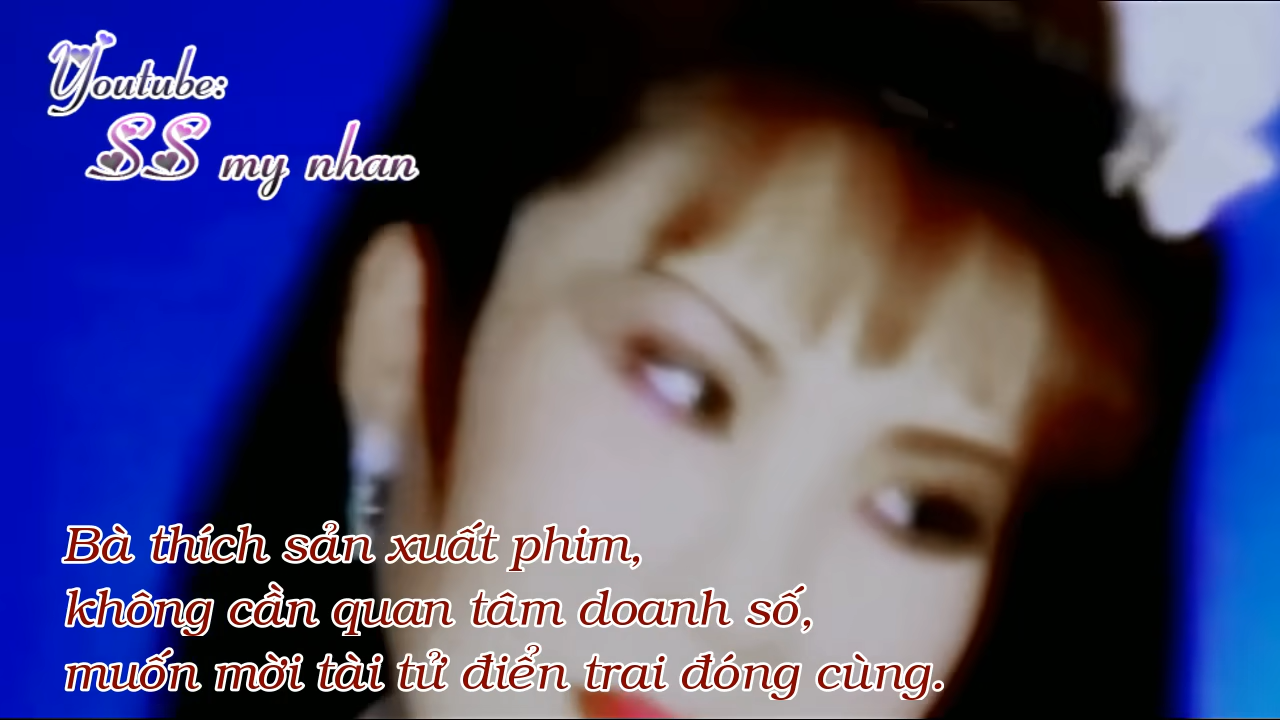 Youtube:
SS my nhan
Bà thích sản xuất phim,
không cần quan tâm doanh số,
muốn mời tài tử điển trai đóng cùng.